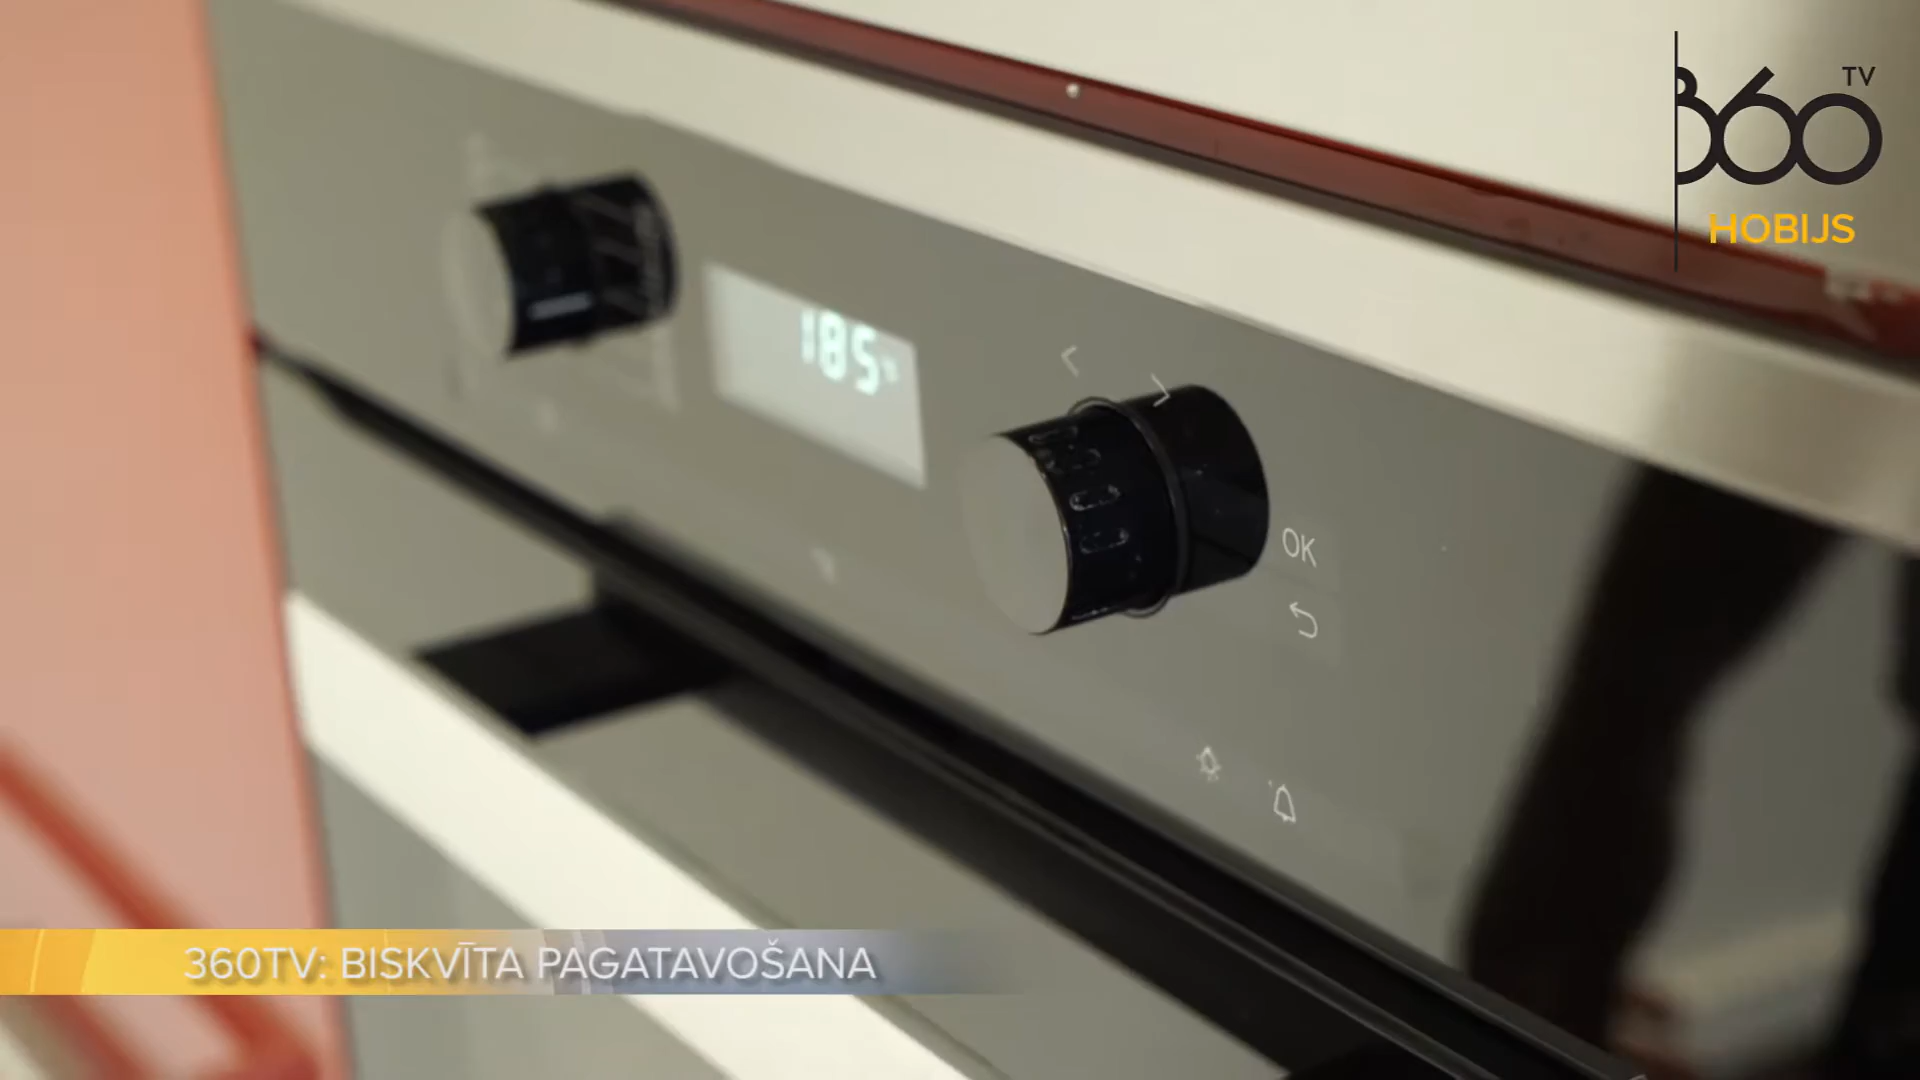 TV
360
HOBIJS
185°
OK
360TV: BISKVĪTA PAGATAVOŠANA